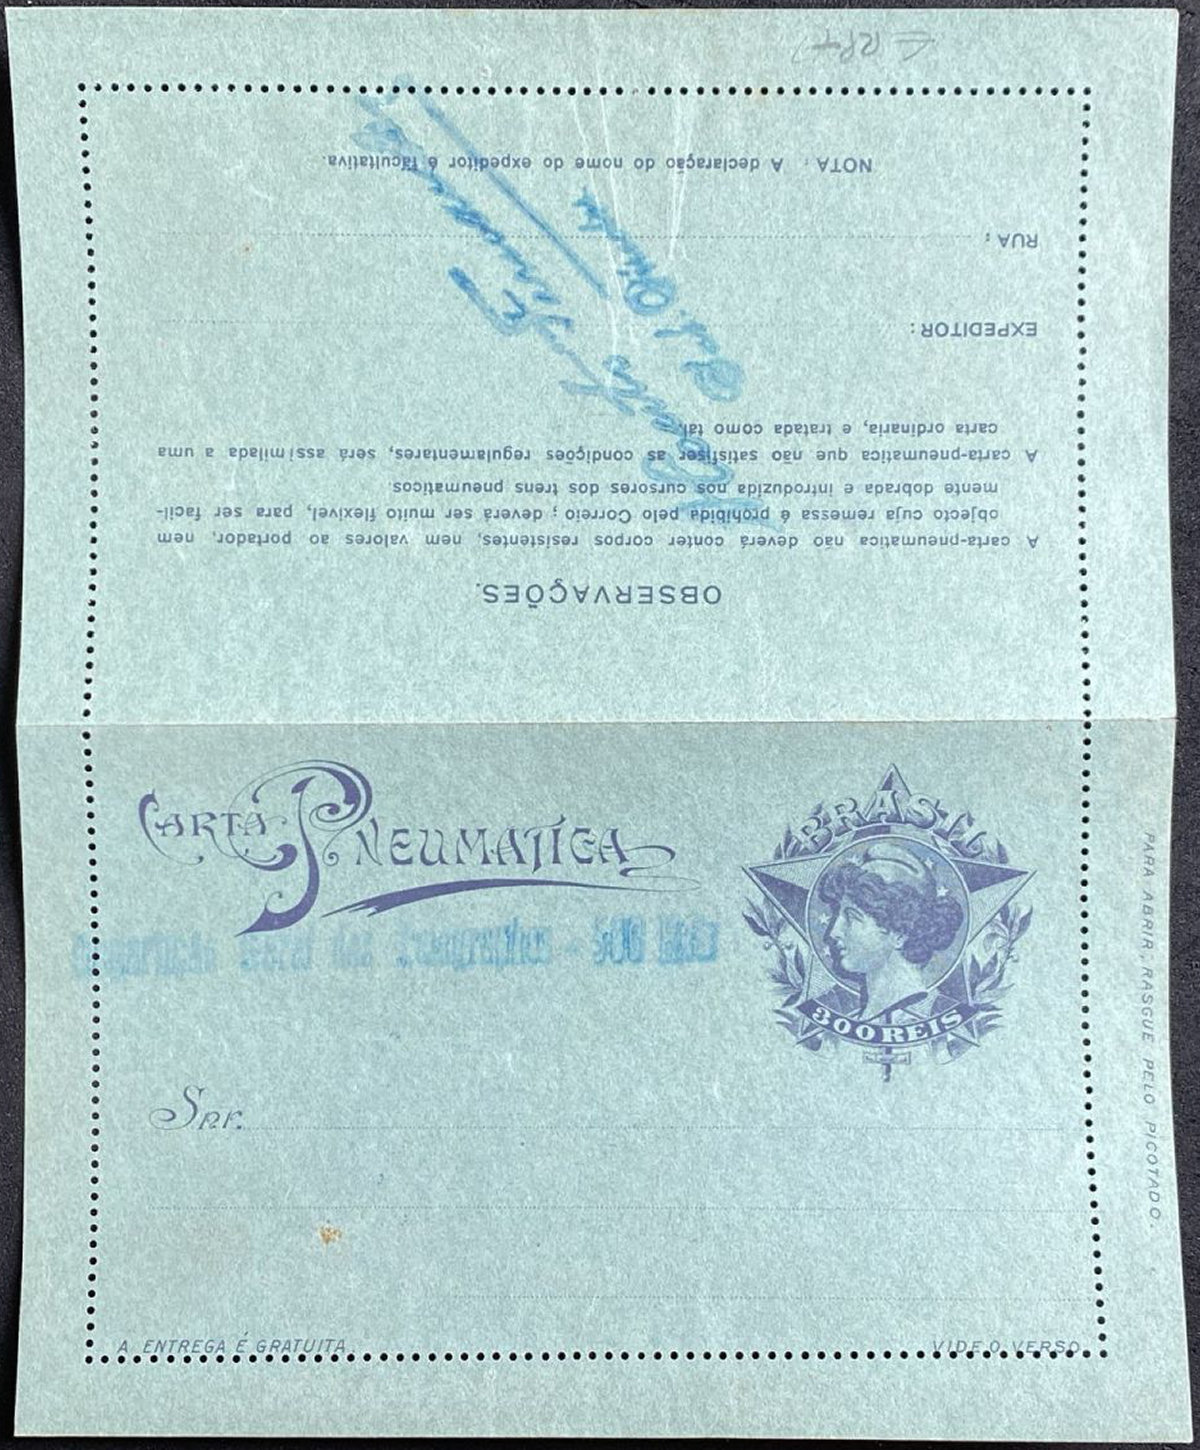 CARTA PNEUMATICA
BRASIL
300 REIS
Snr.
A ENTREGA É GRATUITA
VIDE O VERSO
PARA ABRIR, RASGUE PELO PICOTADO.
OBSERVAÇÕES.
A carta-pneumatica não deverá conter corpos resistentes, nem valores ao portador, nem
objecto cuja remessa é prohibida pelo Correio ; deverá ser muito flexivel, para ser facil-
mente dobrada e introduzida nos cursores dos trens pneumaticos.
A carta-pneumatica que não satisfiser as condições regulamentares, será assimilada a uma
carta ordinaria, e tratada como tal.
EXPEDITOR:
RUA ;
NOTA : A declaração do nome do expeditor é facultativa.